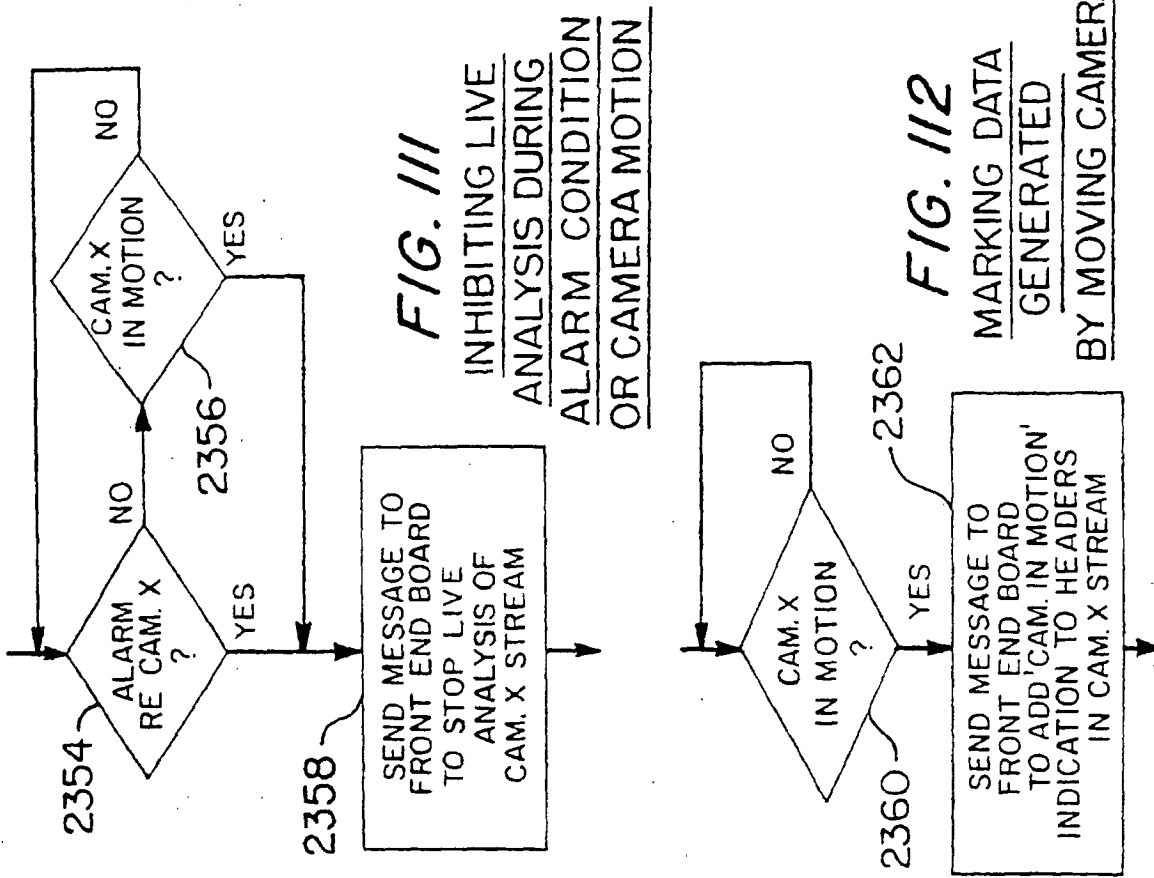 2354
ALARM
RE CAM. X
?
NO
YES
CAM. X
IN MOTION
?
NO
YES
2356
2358
SEND MESSAGE TO
FRONT END BOARD
TO STOP LIVE
ANALYSIS OF
CAM. X STREAM
FIG. 111
INHIBITING LIVE
ANALYSIS DURING
ALARM CONDITION
OR CAMERA MOTION
CAM. X
IN MOTION
?
NO
YES
2360
2362
SEND MESSAGE TO
FRONT END BOARD
TO ADD 'CAM. IN MOTION'
INDICATION TO HEADERS
IN CAM. X STREAM
FIG. 112
MARKING DATA
GENERATED
BY MOVING CAMER